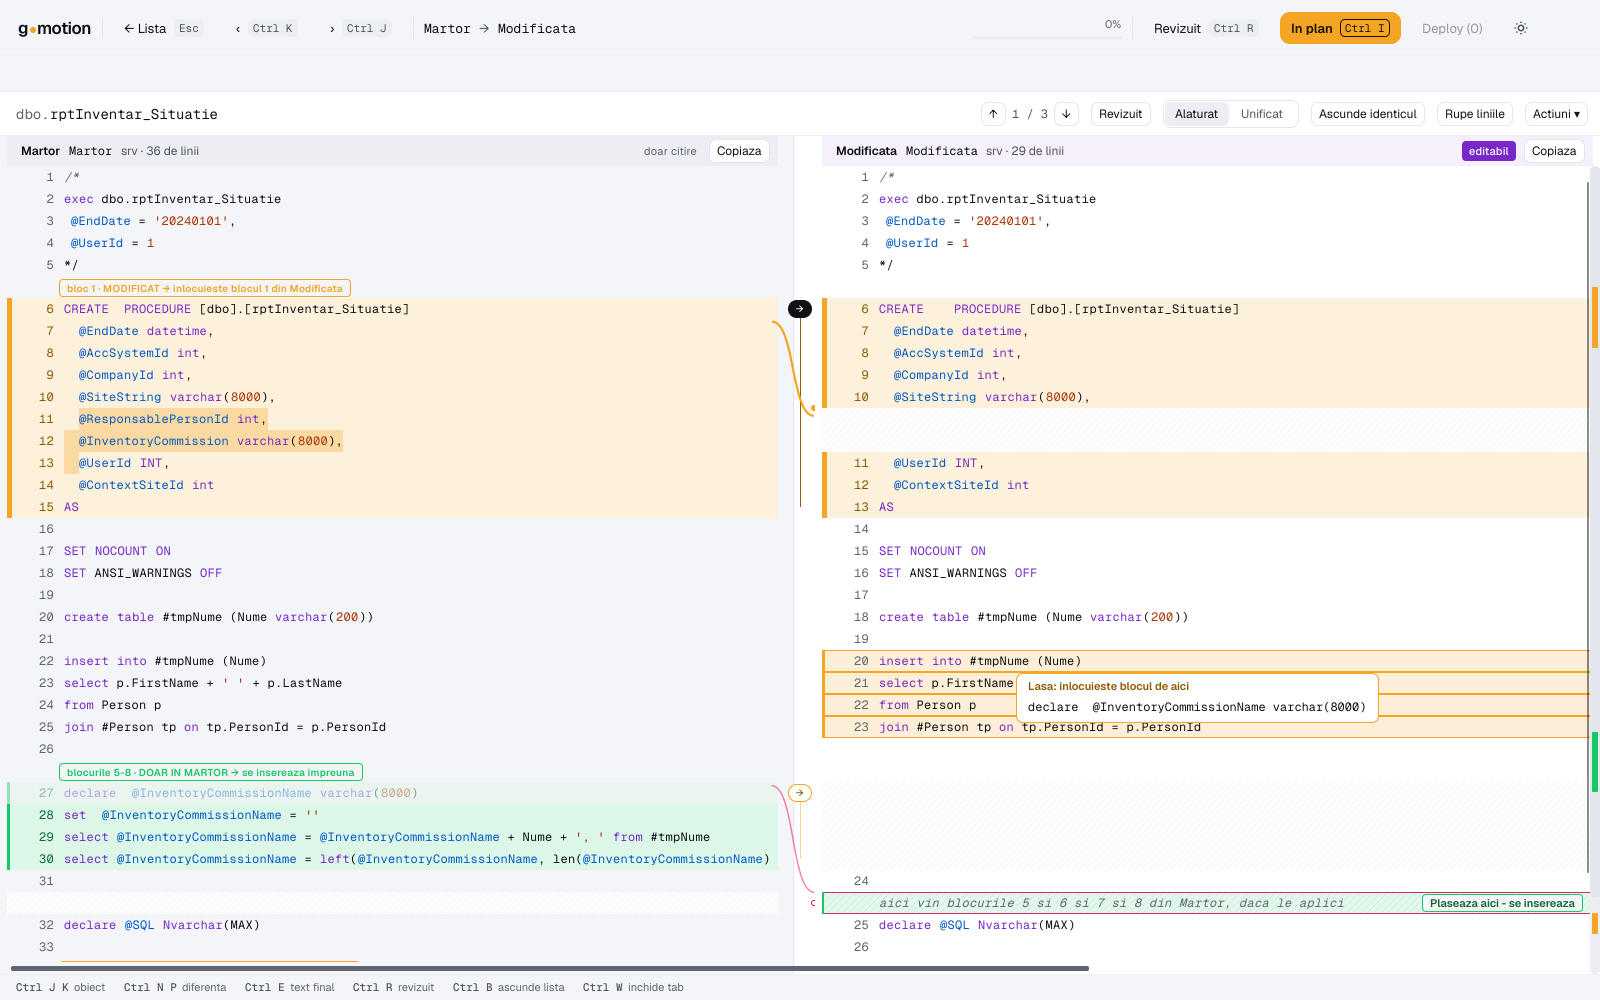 g•motion
← Lista Esc ‹ Ctrl K › Ctrl J Martor → Modificata 0% Revizuit Ctrl R In plan Ctrl I Deploy (0)
dbo.rptInventar_Situatie ↑ 1 / 3 ↓ Revizuit Alaturat Unificat Ascunde identicul Rupe liniile Actiuni ▾
Martor Martor srv · 36 de linii doar citire Copiaza
1 /*
2 exec dbo.rptInventar_Situatie
3 @EndDate = '20240101',
4 @UserId = 1
5 */
bloc 1 · MODIFICAT → inlocuieste blocul 1 din Modificata
6 CREATE  PROCEDURE [dbo].[rptInventar_Situatie]
7 @EndDate datetime,
8 @AccSystemId int,
9 @CompanyId int,
10 @SiteString varchar(8000),
11 @ResponsablePersonId int,
12 @InventoryCommission varchar(8000),
13 @UserId INT,
14 @ContextSiteId int
15 AS
16
17 SET NOCOUNT ON
18 SET ANSI_WARNINGS OFF
19
20 create table #tmpNume (Nume varchar(200))
21
22 insert into #tmpNume (Nume)
23 select p.FirstName + ' ' + p.LastName
24 from Person p
25 join #Person tp on tp.PersonId = p.PersonId
26
blocurile 5-8 · DOAR IN MARTOR → se insereaza impreuna
27 declare  @InventoryCommissionName varchar(8000)
28 set  @InventoryCommissionName = ''
29 select @InventoryCommissionName = @InventoryCommissionName + Nume + ', ' from #tmpNume
30 select @InventoryCommissionName = left(@InventoryCommissionName, len(@InventoryCommissionName)
31
32 declare @SQL Nvarchar(MAX)
33
→
→
Modificata Modificata srv · 29 de linii editabil Copiaza
1 /*
2 exec dbo.rptInventar_Situatie
3 @EndDate = '20240101',
4 @UserId = 1
5 */
6 CREATE    PROCEDURE [dbo].[rptInventar_Situatie]
7 @EndDate datetime,
8 @AccSystemId int,
9 @CompanyId int,
10 @SiteString varchar(8000),
11 @UserId INT,
12 @ContextSiteId int
13 AS
14
15 SET NOCOUNT ON
16 SET ANSI_WARNINGS OFF
17
18 create table #tmpNume (Nume varchar(200))
19
20 insert into #tmpNume (Nume)
21 select p.FirstName
Lasa: inlocuieste blocul de aici
22 from Person p
declare  @InventoryCommissionName varchar(8000)
23 join #Person tp on tp.PersonId = p.PersonId
24
aici vin blocurile 5 si 6 si 7 si 8 din Martor, daca le aplici Plaseaza aici - se insereaza
25 declare @SQL Nvarchar(MAX)
26
Ctrl J K obiect Ctrl N P diferenta Ctrl E text final Ctrl R revizuit Ctrl B ascunde lista Ctrl W inchide tab